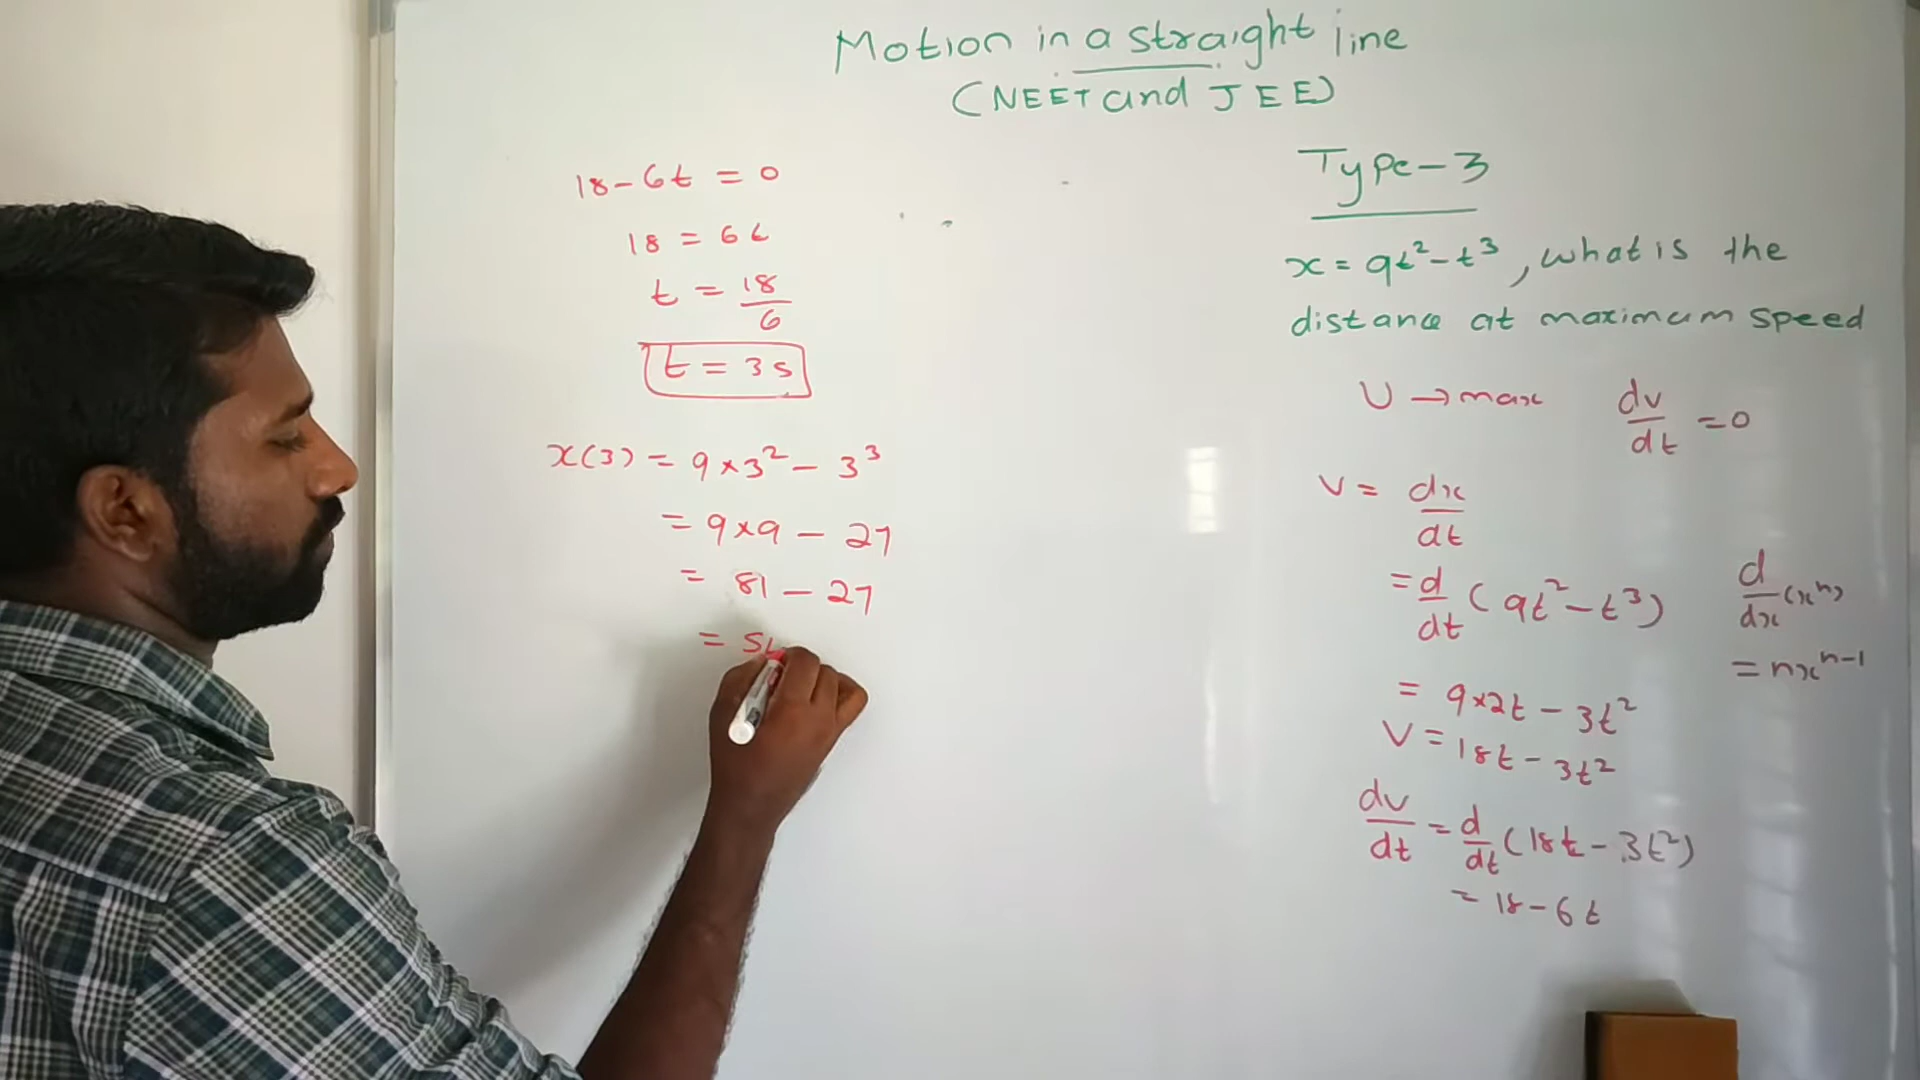 Motion in a straight line
(NEET and JEE)
Type-3
x = 9t² - t³, what is the
distance at maximum speed
U → max dv/dt = 0
v = dx/dt
= d/dt (9t² - t³)
d/dx (xⁿ)
= nxⁿ⁻¹
= 9×2t - 3t²
V = 18t - 3t²
dv/dt = d/dt (18t - 3t²)
= 18 - 6t
18 - 6t = 0
18 = 6t
t = 18/6
t = 3s
x(3) = 9×3² - 3³
= 9×9 - 27
= 81 - 27
= 54